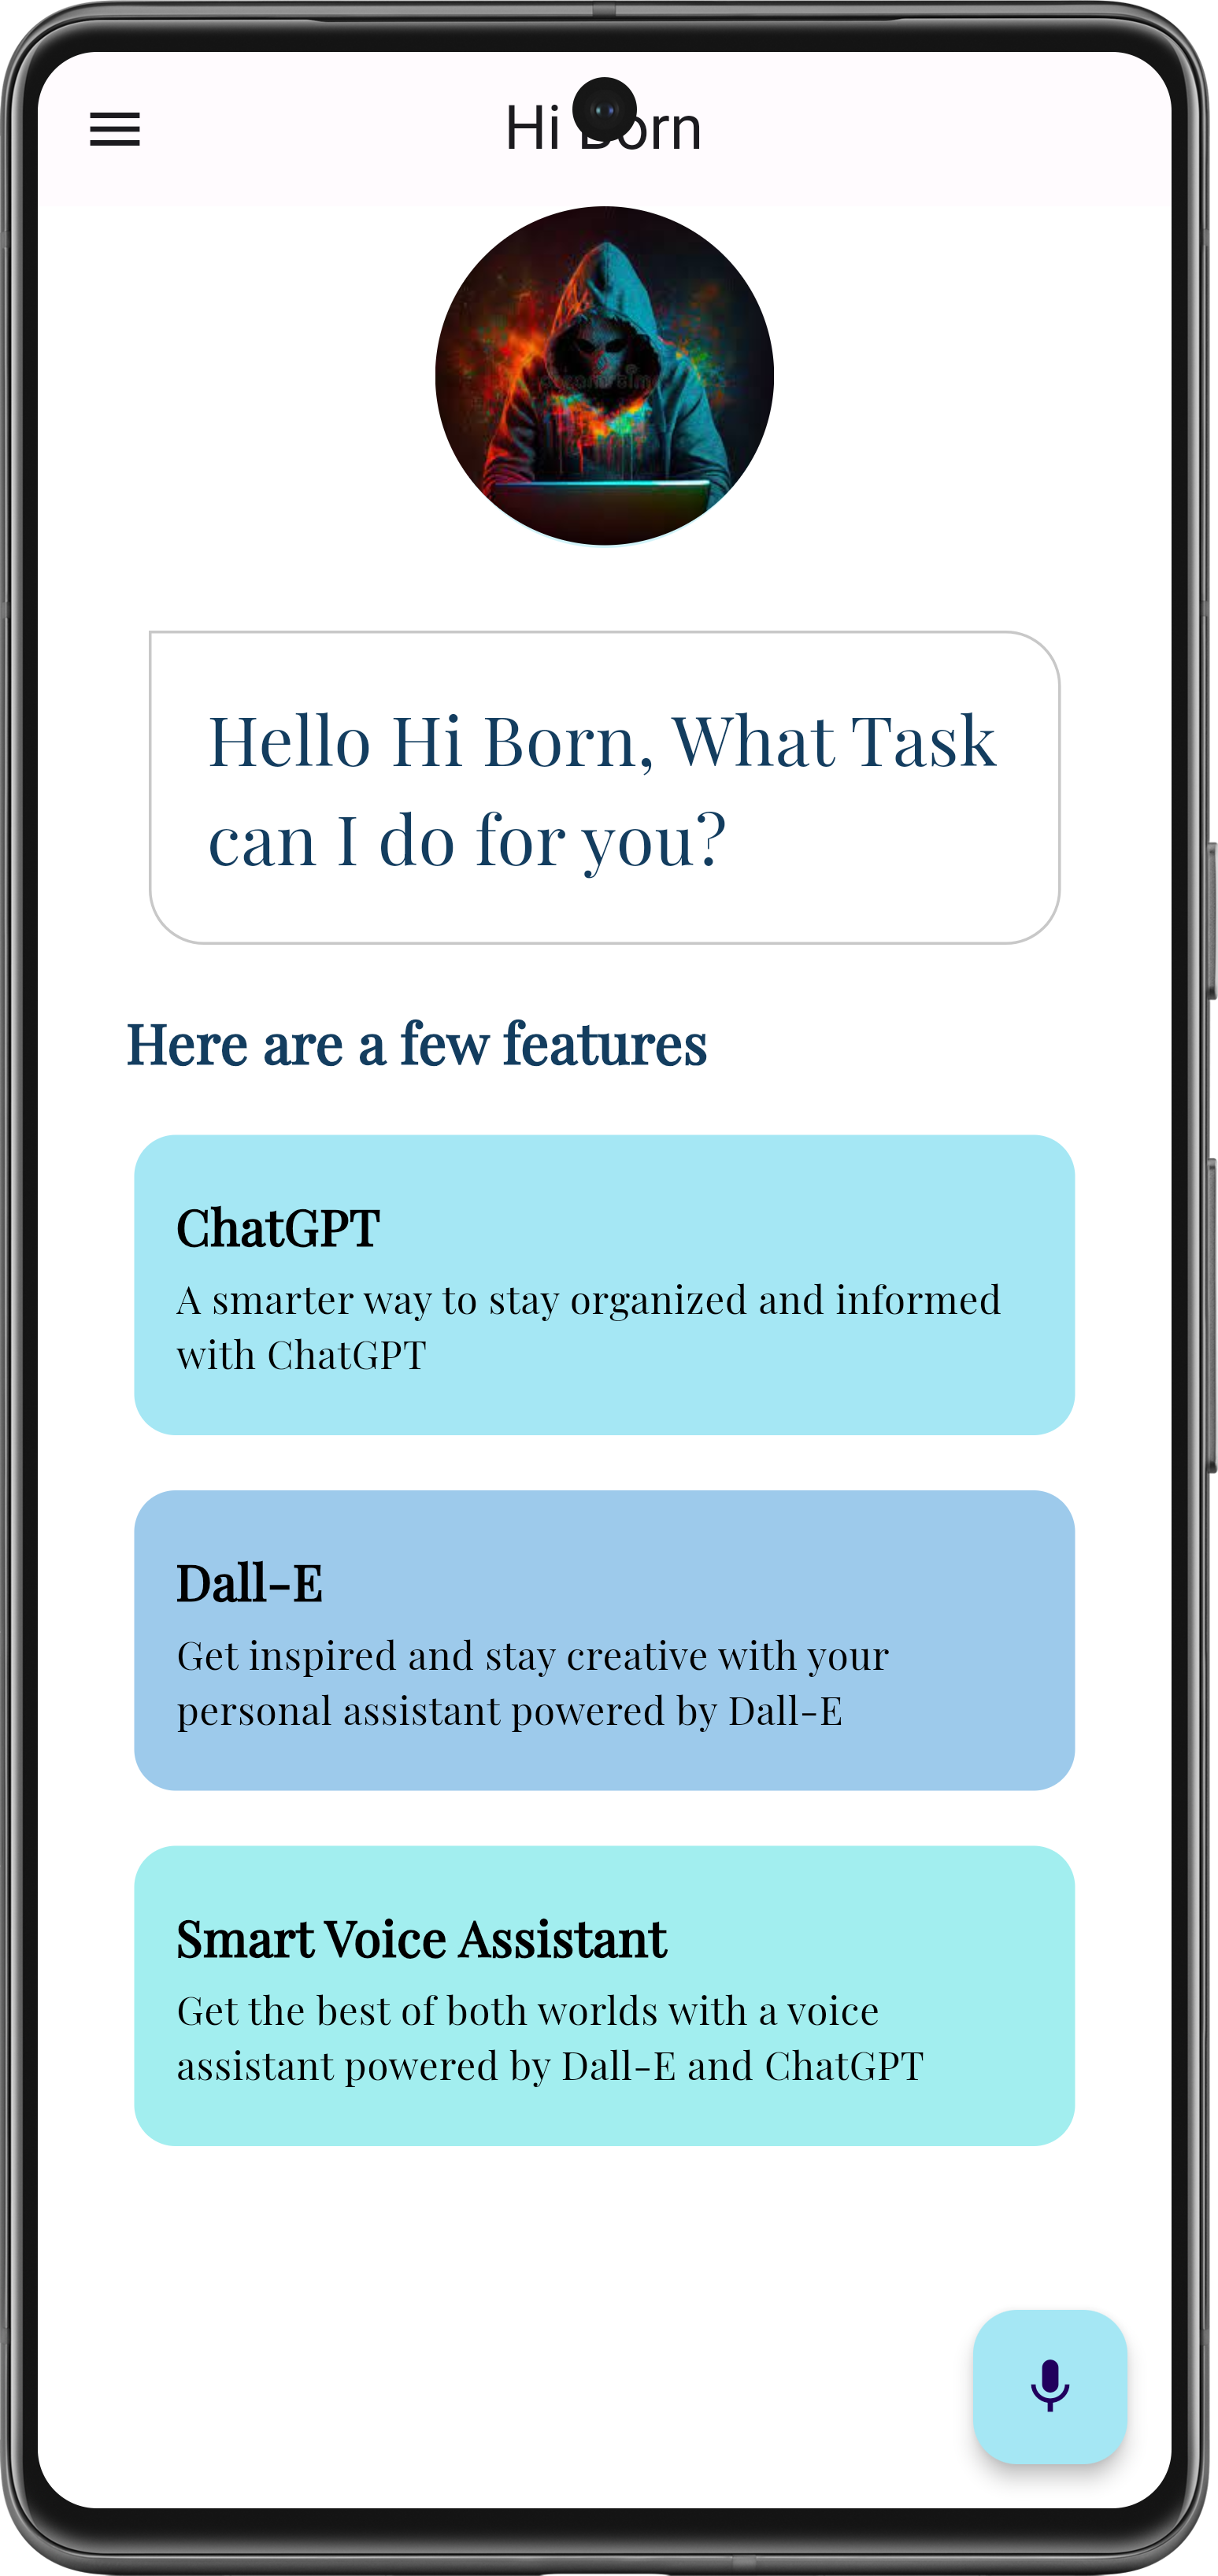 Hi Born
Hello Hi Born, What Task
can I do for you?
Here are a few features
ChatGPT
A smarter way to stay organized and informed
with ChatGPT
Dall-E
Get inspired and stay creative with your
personal assistant powered by Dall-E
Smart Voice Assistant
Get the best of both worlds with a voice
assistant powered by Dall-E and ChatGPT